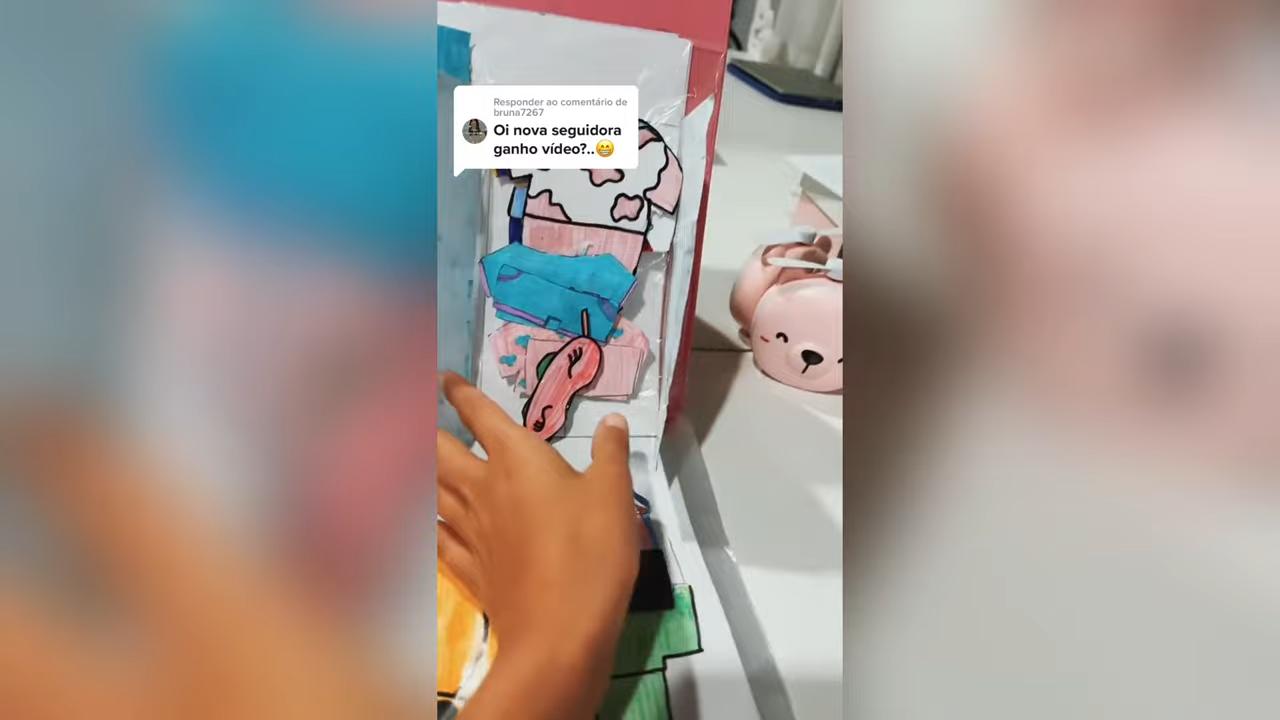 Responder ao comentário de
bruna7267
Oi nova seguidora
ganho vídeo?..😁